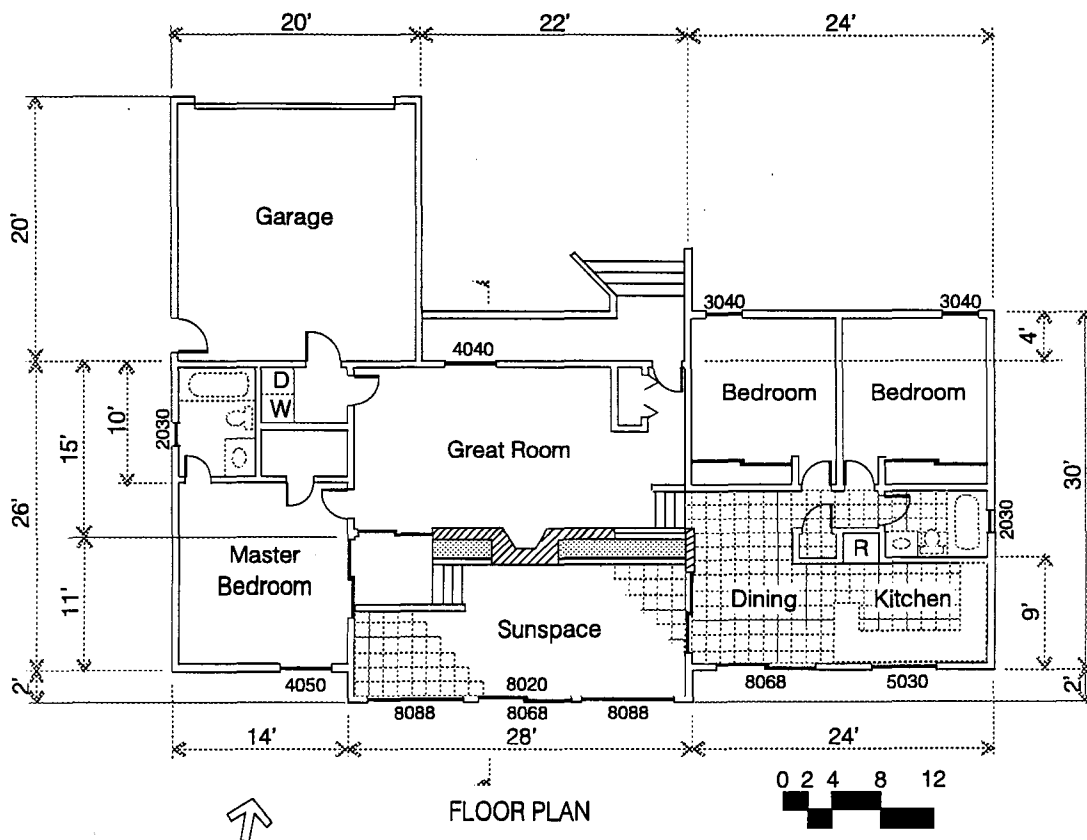 20' 22' 24'
20'
Garage
3040 3040
4'
4040
D
W
Bedroom Bedroom
2030
10'
15'
Great Room
26'
30'
2030
R
Master
Bedroom
11'
Dining Kitchen
9'
Sunspace
2'
4050
8020
8068
5030
2'
8088 8068 8088
14' 28' 24'
0 2 4 8 12
FLOOR PLAN